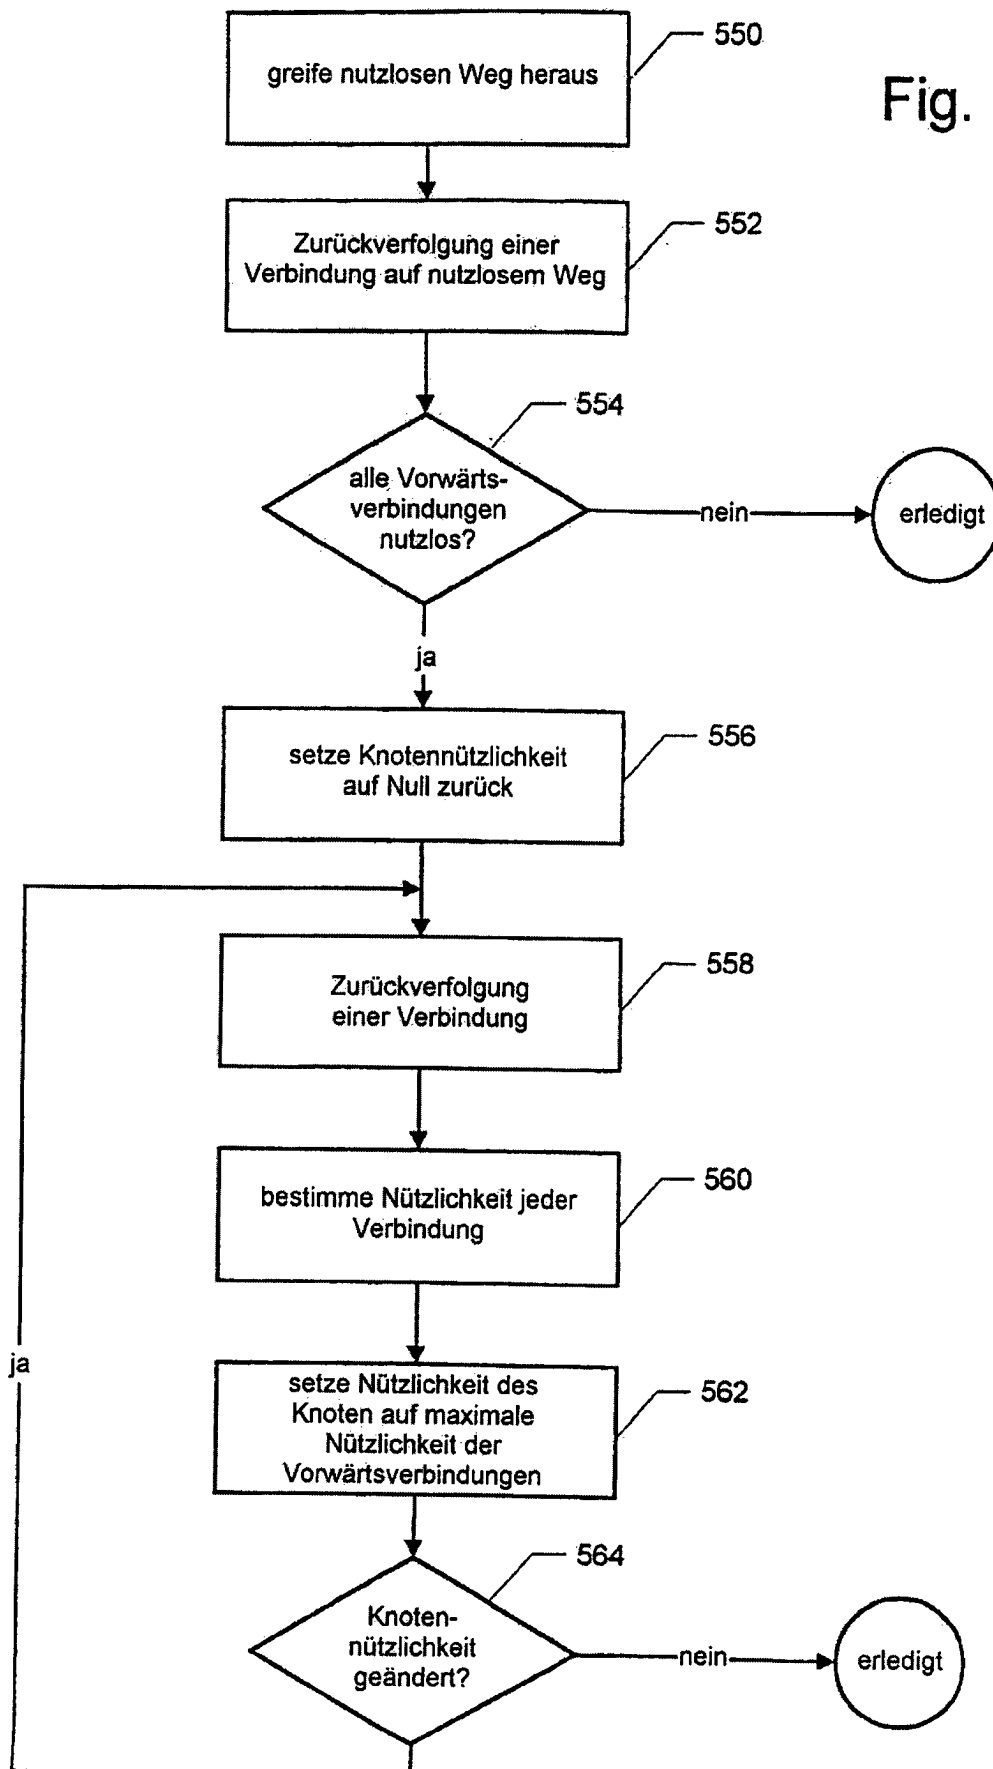 550
greife nutzlosen Weg heraus
Fig.
552
Zurückverfolgung einer
Verbindung auf nutzlosem Weg
554
alle Vorwärts-
verbindungen
nutzlos?
nein
erledigt
ja
556
setze Knotennützlichkeit
auf Null zurück
558
Zurückverfolgung
einer Verbindung
560
bestimme Nützlichkeit jeder
Verbindung
ja
562
setze Nützlichkeit des
Knoten auf maximale
Nützlichkeit der
Vorwärtsverbindungen
564
Knoten-
nützlichkeit
geändert?
nein
erledigt